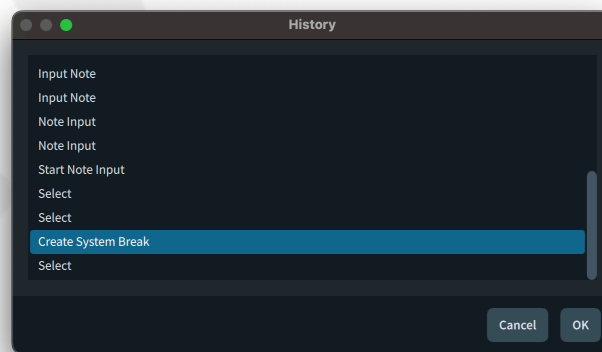 History
Input Note
Input Note
Note Input
Note Input
Start Note Input
Select
Select
Create System Break
Select
Cancel
OK